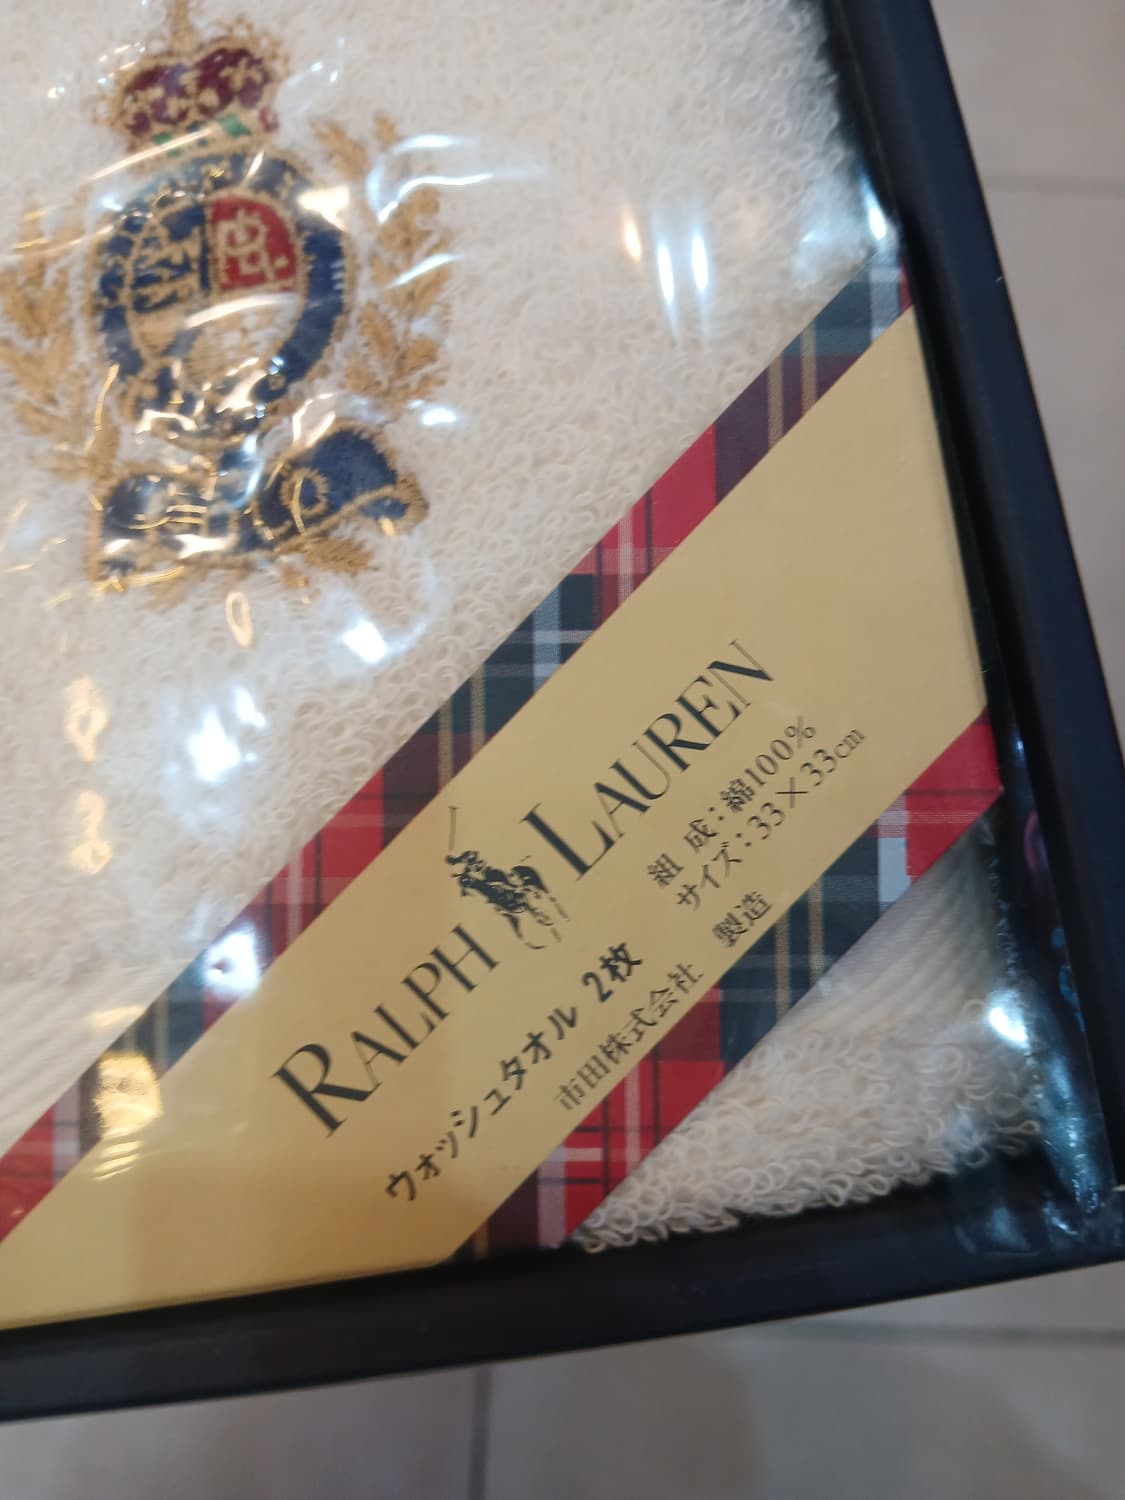 RALPH LAUREN
ウォッシュタオル 2枚
組 成：綿100%
サイズ：33×33cm
市田株式会社 製造